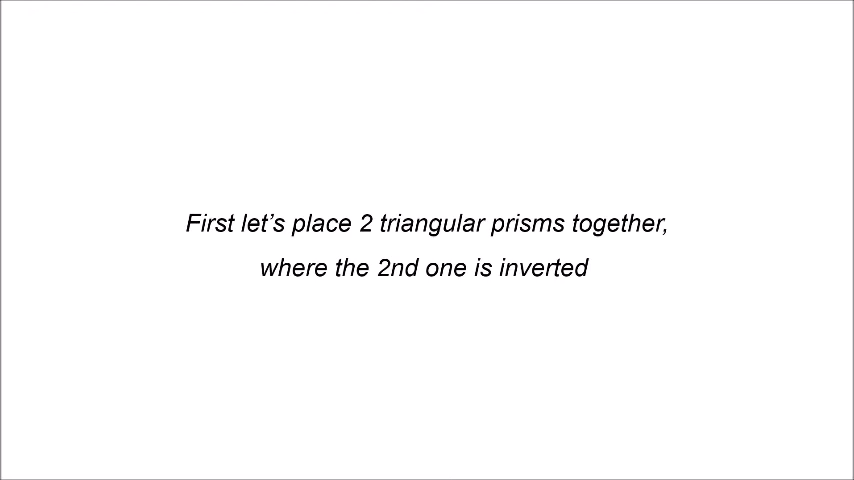 First let’s place 2 triangular prisms together,
where the 2nd one is inverted